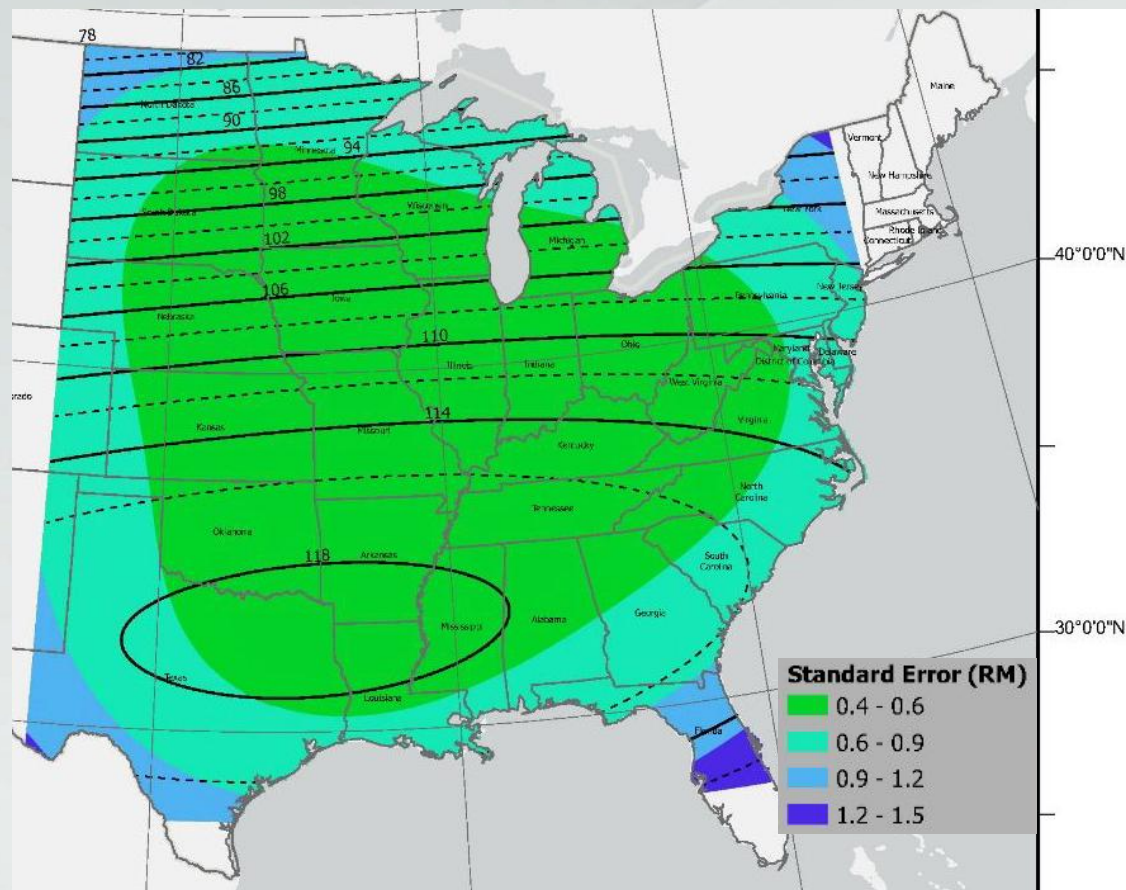 78
82
86
90
94
98
102
106
110
114
118
North Dakota
Minnesota
South Dakota
Wisconsin
Michigan
Iowa
Nebraska
Illinois
Indiana
Ohio
Pennsylvania
New York
Vermont
Maine
New Hampshire
Massachusetts
Rhode Island
Connecticut
New Jersey
Maryland
Delaware
District of Columbia
West Virginia
Virginia
Kentucky
Missouri
Kansas
orado
Oklahoma
Arkansas
Tennessee
North
Carolina
South
Carolina
Georgia
Alabama
Mississippi
Louisiana
Texas
Florida
40°0'0"N
30°0'0"N
Standard Error (RM)
0.4 - 0.6
0.6 - 0.9
0.9 - 1.2
1.2 - 1.5